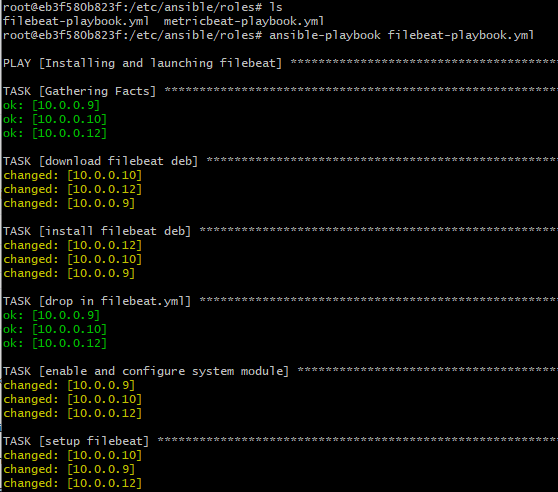 root@eb3f580b823f:/etc/ansible/roles# ls
filebeat-playbook.yml  metricbeat-playbook.yml
root@eb3f580b823f:/etc/ansible/roles# ansible-playbook filebeat-playbook.yml
PLAY [Installing and launching filebeat] ****************************************
TASK [Gathering Facts] ***********************************************************
ok: [10.0.0.9]
ok: [10.0.0.10]
ok: [10.0.0.12]
TASK [download filebeat deb] *****************************************************
changed: [10.0.0.10]
changed: [10.0.0.12]
changed: [10.0.0.9]
TASK [install filebeat deb] ******************************************************
changed: [10.0.0.12]
changed: [10.0.0.10]
changed: [10.0.0.9]
TASK [drop in filebeat.yml] ******************************************************
ok: [10.0.0.9]
ok: [10.0.0.10]
ok: [10.0.0.12]
TASK [enable and configure system module] ****************************************
changed: [10.0.0.9]
changed: [10.0.0.10]
changed: [10.0.0.12]
TASK [setup filebeat] ************************************************************
changed: [10.0.0.10]
changed: [10.0.0.9]
changed: [10.0.0.12]